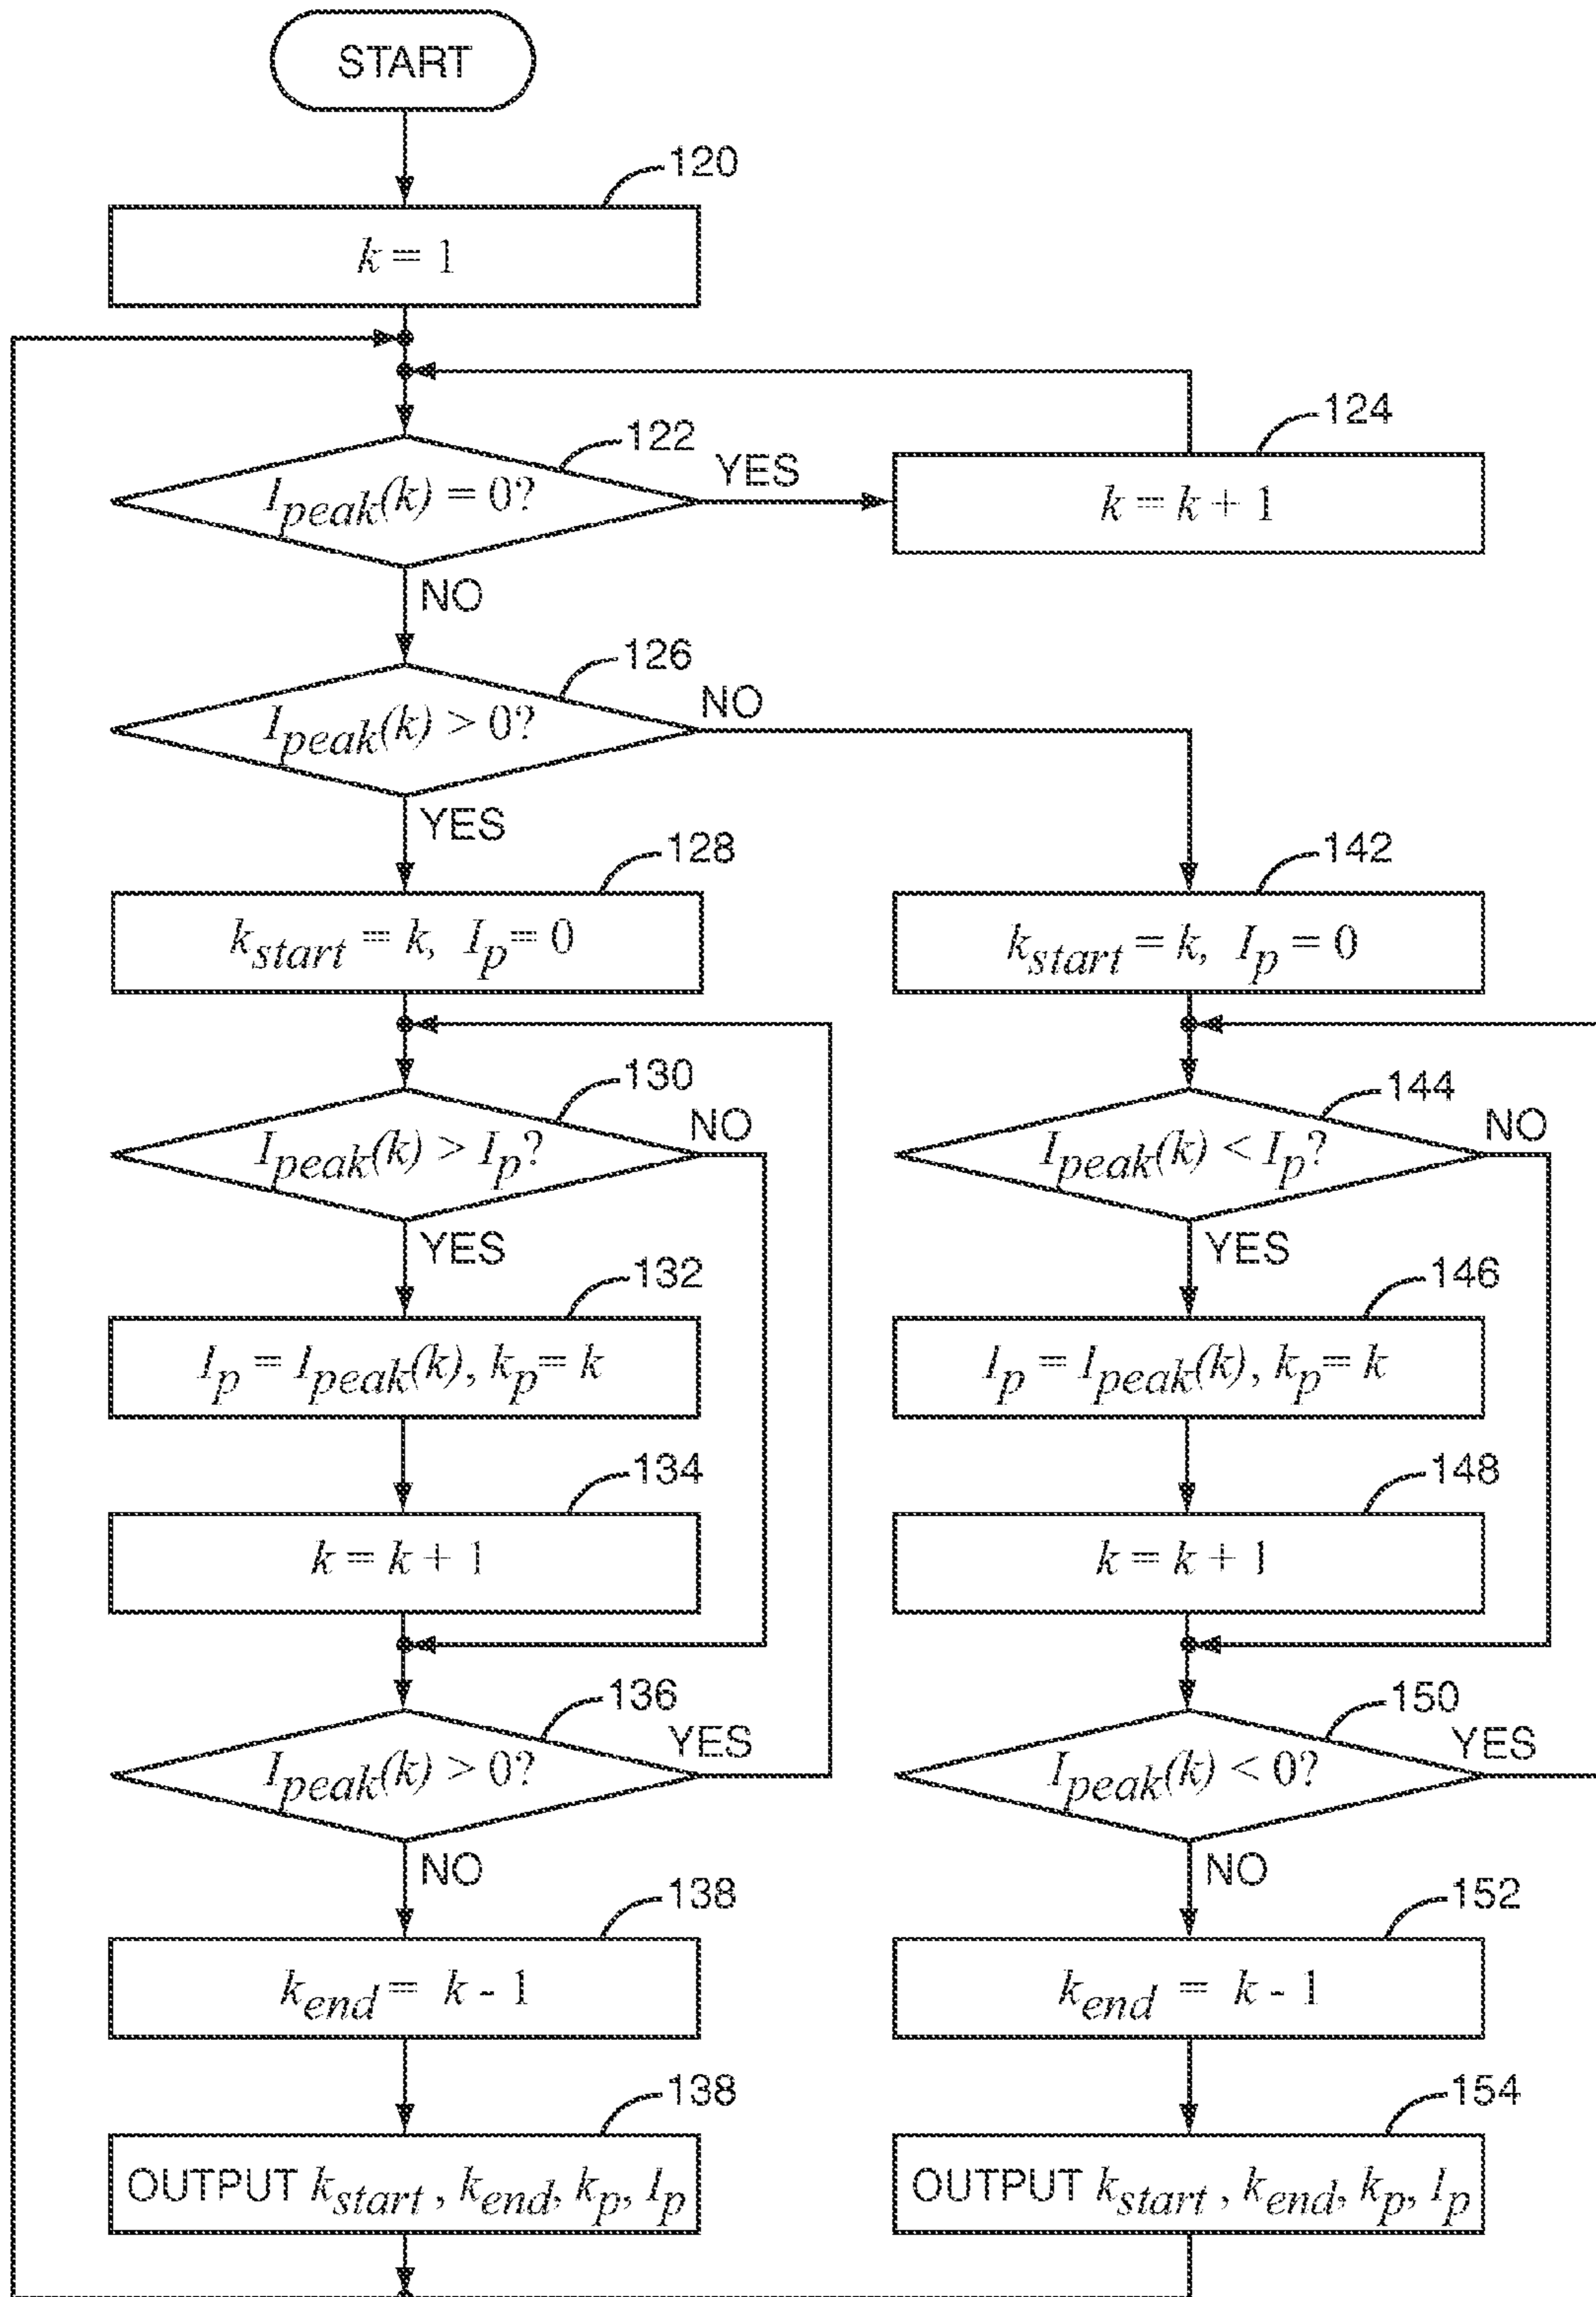 START
120
k = 1
122
I_peak(k) = 0?
YES
124
k = k + 1
NO
126
I_peak(k) > 0?
NO
YES
128
k_start = k, I_p = 0
142
k_start = k, I_p = 0
130
I_peak(k) > I_p?
NO
144
I_peak(k) < I_p?
NO
YES
YES
132
I_p = I_peak(k), k_p = k
146
I_p = I_peak(k), k_p = k
134
k = k + 1
148
k = k + 1
136
I_peak(k) > 0?
YES
150
I_peak(k) < 0?
YES
NO
NO
138
k_end = k - 1
152
k_end = k - 1
138
OUTPUT k_start , k_end, k_p, I_p
154
OUTPUT k_start , k_end, k_p, I_p